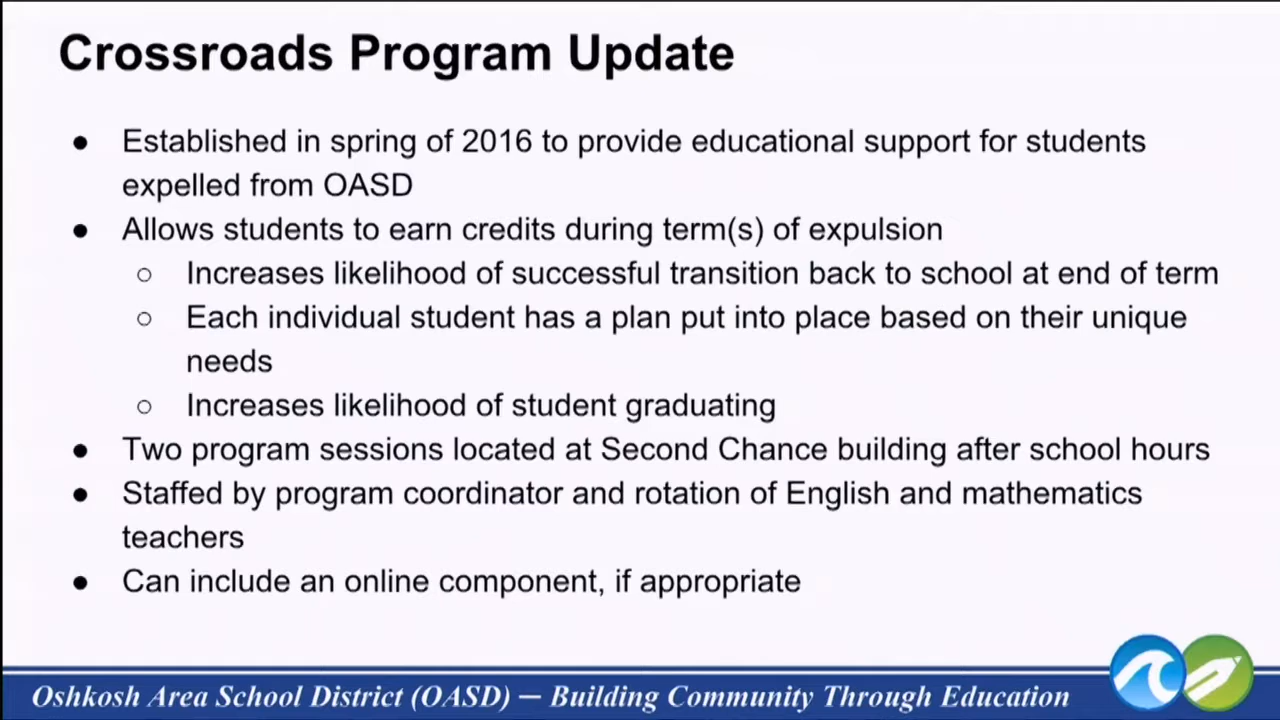 Crossroads Program Update
● Established in spring of 2016 to provide educational support for students
expelled from OASD
● Allows students to earn credits during term(s) of expulsion
○ Increases likelihood of successful transition back to school at end of term
○ Each individual student has a plan put into place based on their unique
needs
○ Increases likelihood of student graduating
● Two program sessions located at Second Chance building after school hours
● Staffed by program coordinator and rotation of English and mathematics
teachers
● Can include an online component, if appropriate
Oshkosh Area School District (OASD) — Building Community Through Education